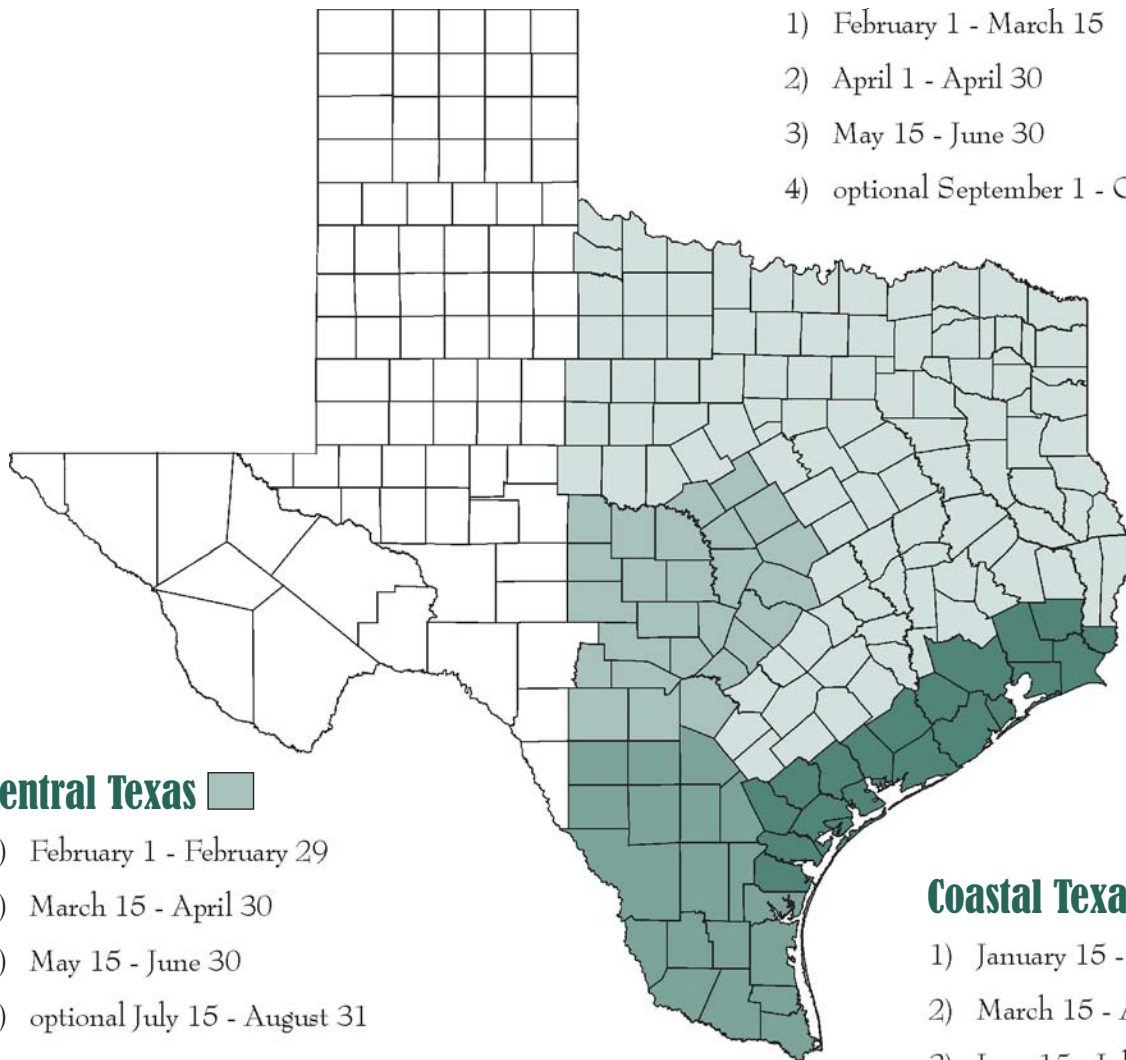 1) February 1 - March 15
2) April 1 - April 30
3) May 15 - June 30
4) optional September 1 -
entral Texas
) February 1 - February 29
) March 15 - April 30
) May 15 - June 30
) optional July 15 - August 31
Coastal Texa
1) January 15 -
2) March 15 -